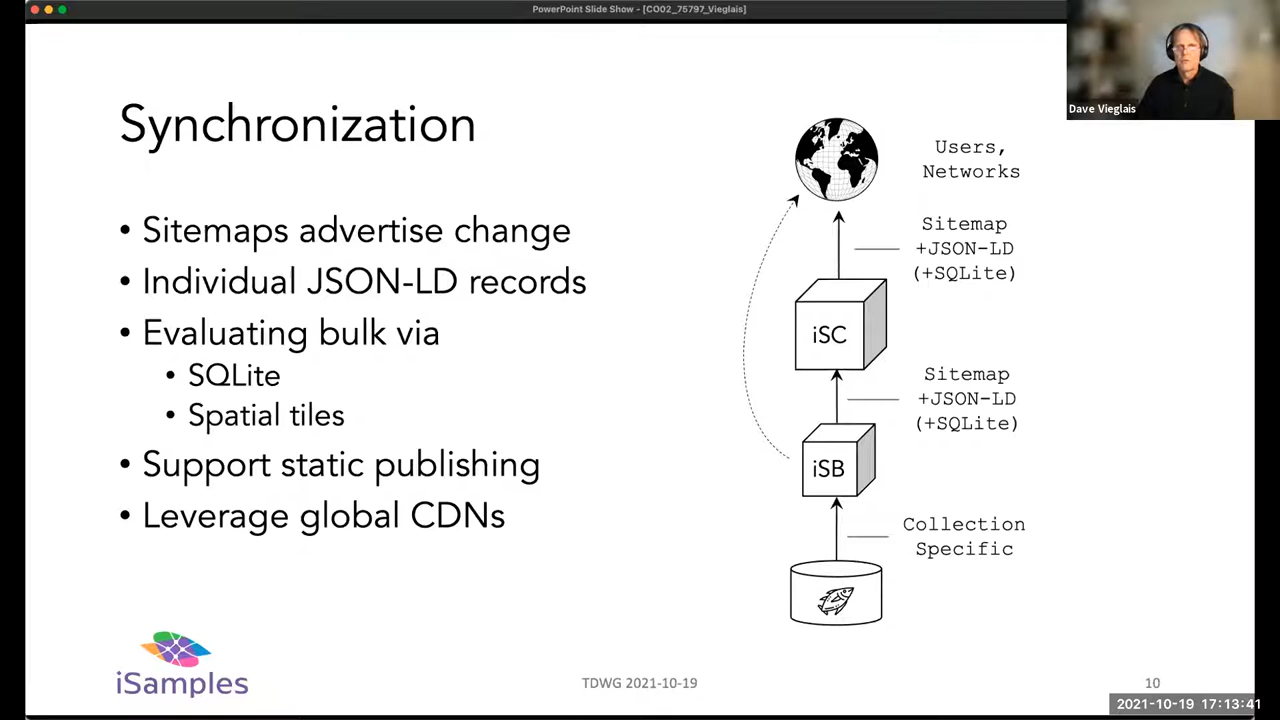 PowerPoint Slide Show - [CO02_75797_Vieglais]
Dave Vieglais
Synchronization
• Sitemaps advertise change
• Individual JSON-LD records
• Evaluating bulk via
• SQLite
• Spatial tiles
• Support static publishing
• Leverage global CDNs
Users,
Networks
Sitemap
+JSON-LD
(+SQLite)
iSC
Sitemap
+JSON-LD
(+SQLite)
iSB
Collection
Specific
iSamples
TDWG 2021-10-19
10
2021-10-19 17:13:41